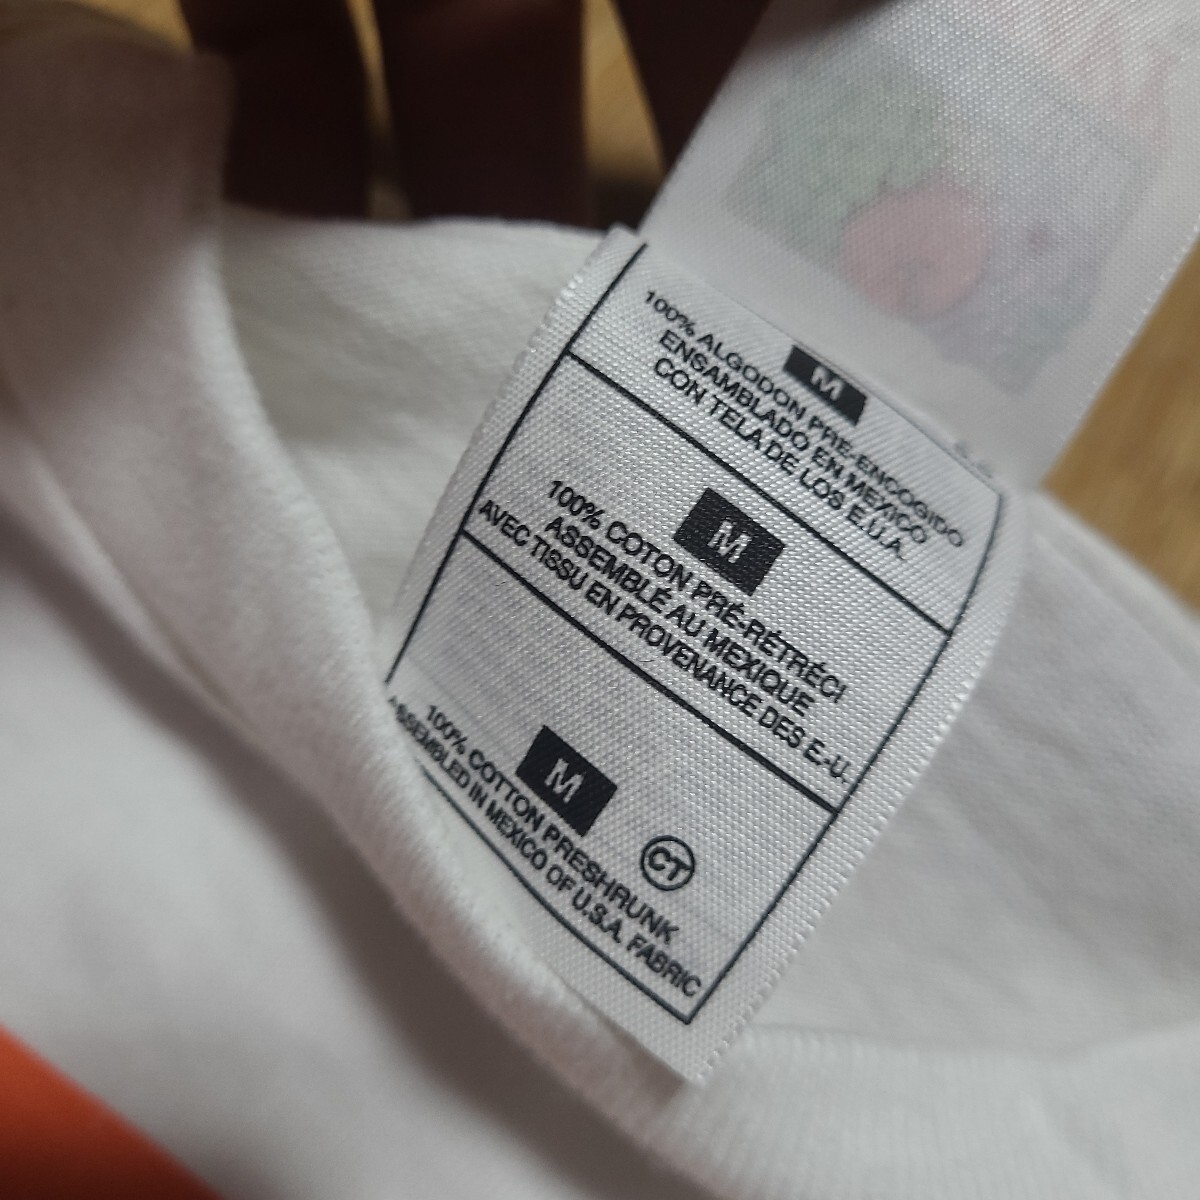 M
100% ALGODON PRE-ENCOGIDO
ENSAMBLADO EN MEXICO
CON TELA DE LOS E.U.A.
M
100% COTON PRÉ-RÉTRÉCI
ASSEMBLÉ AU MEXIQUE
AVEC TISSU EN PROVENANCE DES E.-U.
M
CT
100% COTTON PRESHRUNK
ASSEMBLED IN MEXICO OF U.S.A. FABRIC